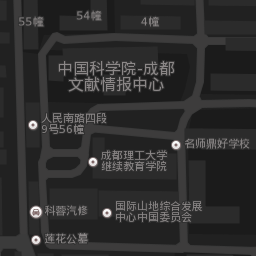 54幢
55幢
4幢
中国科学院-成都
文献情报中心
人民南路四段
9号56幢
名师鼎好学校
成都理工大学
继续教育学院
科蓉汽修
国际山地综合发展
中心中国委员会
莲花公墓